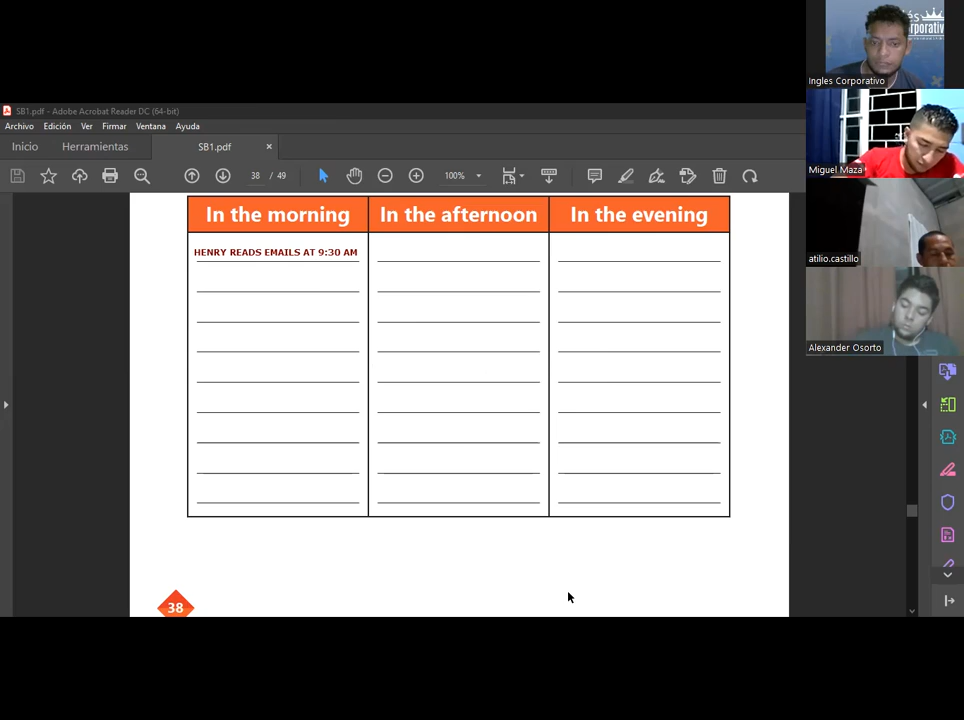 és
rporativ
Ingles Corporativo
SB1.pdf - Adobe Acrobat Reader DC (64-bit)
Archivo Edición Ver Firmar Ventana Ayuda
Inicio Herramientas SB1.pdf ×
38 / 49 100%
Miguel Maza
In the morning In the afternoon In the evening
HENRY READS EMAILS AT 9:30 AM
atilio.castillo
Alexander Osorto
38